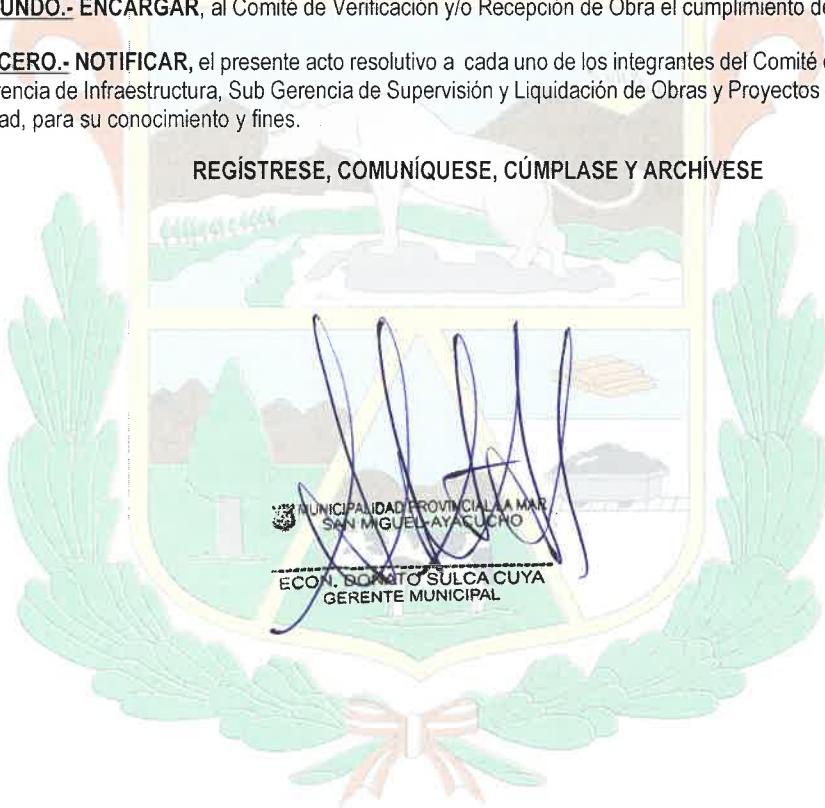 UNDO.- ENCARGAR, al Comité de Verificación y/o Recepción de Obra el cumplimiento de
CERO.- NOTIFICAR, el presente acto resolutivo a cada uno de los integrantes del Comité
rencia de Infraestructura, Sub Gerencia de Supervisión y Liquidación de Obras y Proyectos
ad, para su conocimiento y fines.
REGÍSTRESE, COMUNÍQUESE, CÚMPLASE Y ARCHÍVESE
MUNICIPALIDAD PROVINCIAL LA MAR
SAN MIGUEL-AYACUCHO
ECON. DONATO SULCA CUYA
GERENTE MUNICIPAL